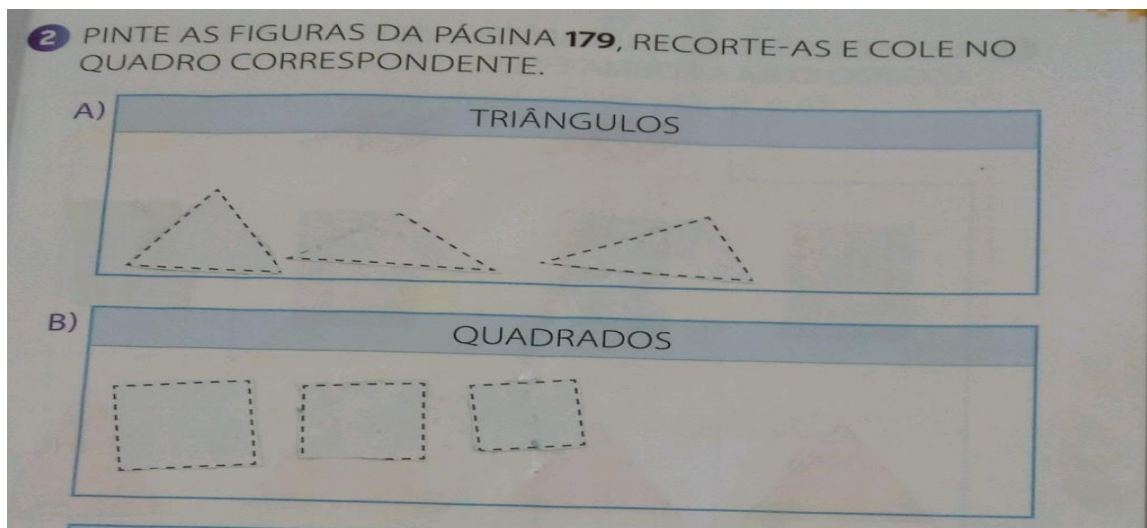 2 PINTE AS FIGURAS DA PÁGINA 179, RECORTE-AS E COLE NO
QUADRO CORRESPONDENTE.
A)
TRIÂNGULOS
B)
QUADRADOS